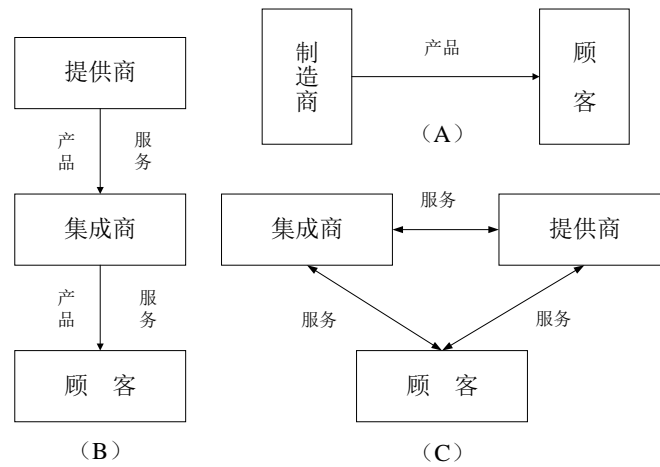 提供商
产品
服务
集成商
产品
服务
顾 客
（B）
制造商
产品
顾客
（A）
集成商
服务
提供商
服务
服务
顾 客
（C）